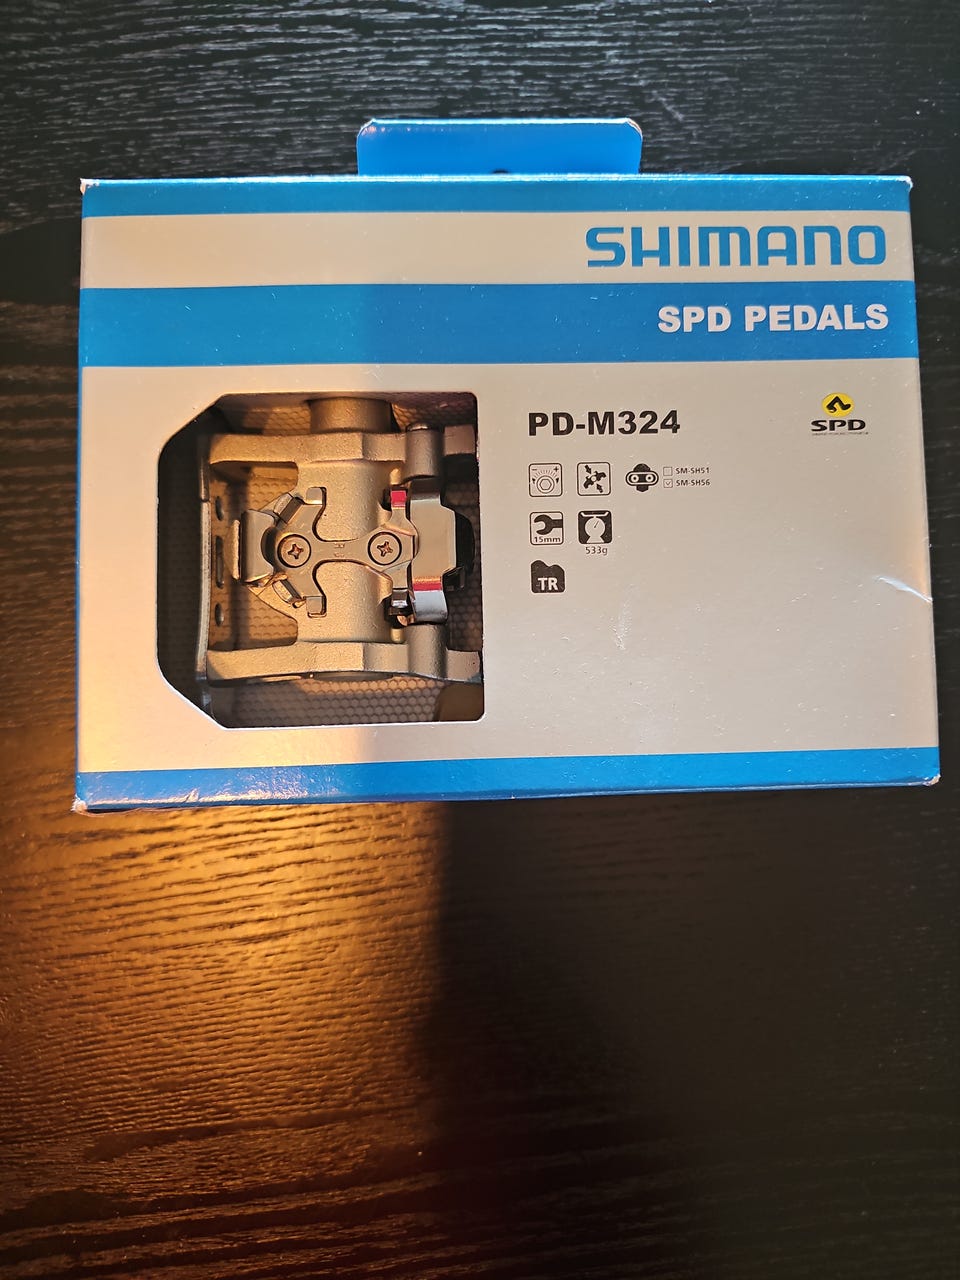 SHIMANO
SPD PEDALS
PD-M324
SPD
SM-SH51
SM-SH56
15mm
533g
TR